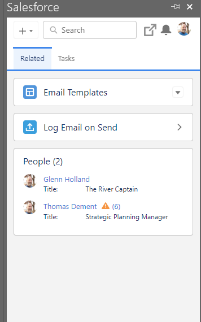 Salesforce
Search
Related Tasks
Email Templates
Log Email on Send
People (2)
Glenn Holland
Title: The River Captain
Thomas Dement (6)
Title: Strategic Planning Manager